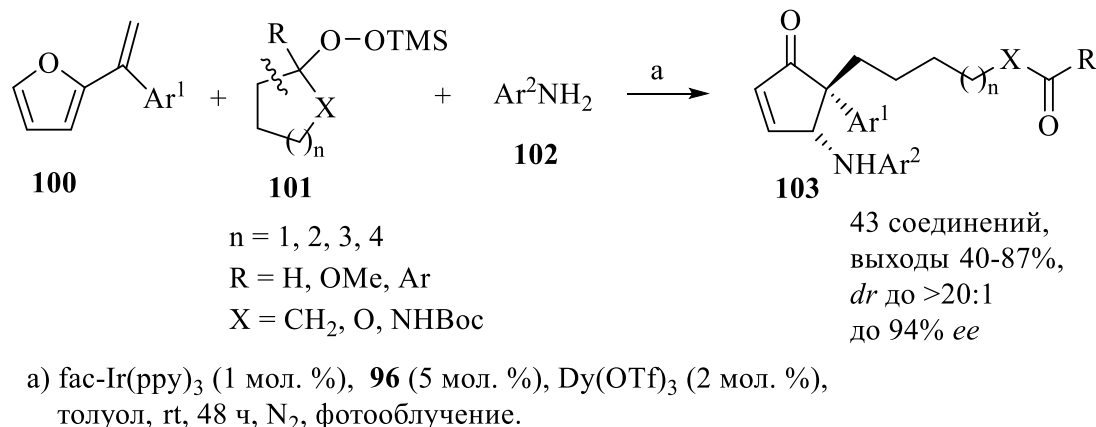 O
Ar¹
100
+
R
O–OTMS
X
( )n
101
+
Ar²NH₂
102
a
O
Ar¹
NHAr²
( )n
X
R
O
103
n = 1, 2, 3, 4
R = H, OMe, Ar
X = CH₂, O, NHBoc
43 соединений,
выходы 40-87%,
dr до >20:1
до 94% ee
a) fac-Ir(ppy)₃ (1 мол. %), 96 (5 мол. %), Dy(OTf)₃ (2 мол. %),
толуол, rt, 48 ч, N₂, фотооблучение.